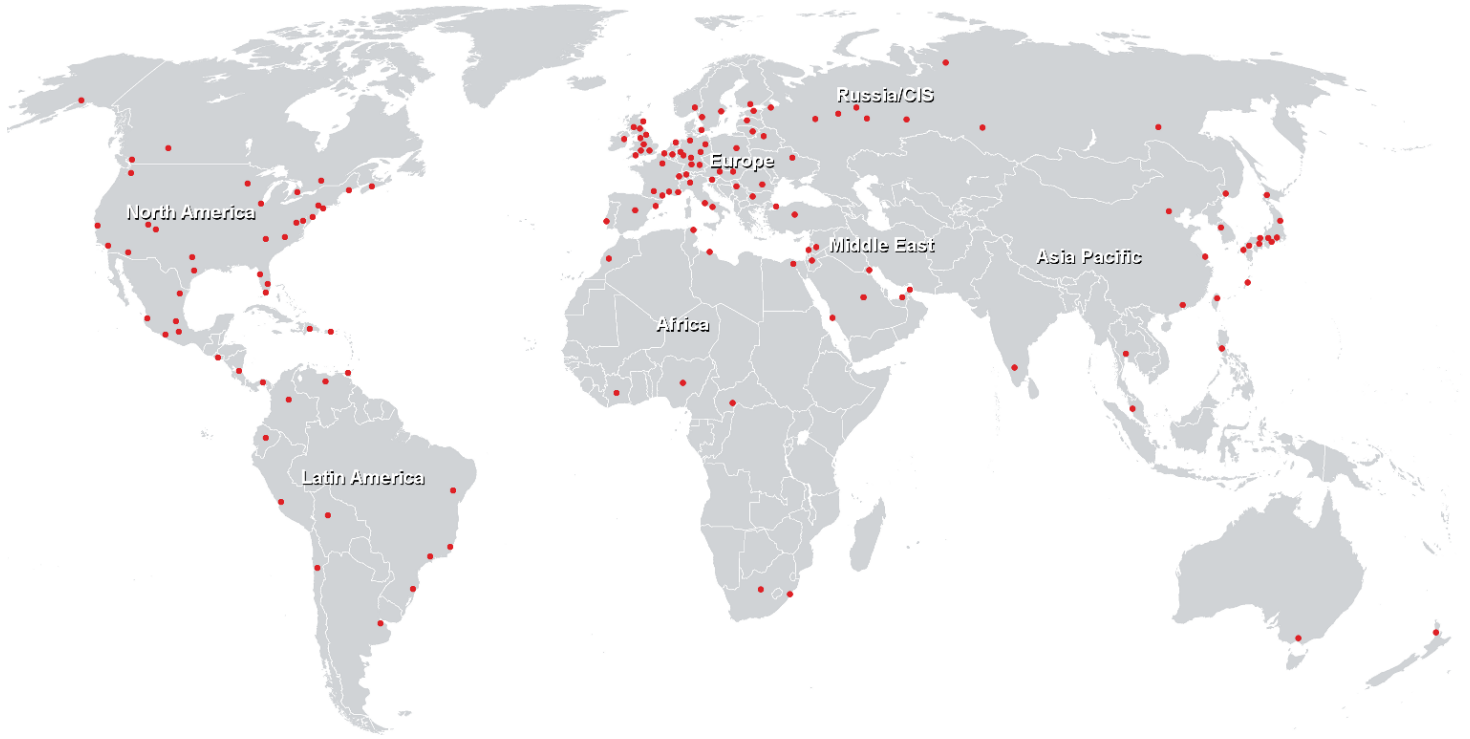 Russia/CIS
Europe
North America
Middle East
Asia Pacific
Africa
Latin America